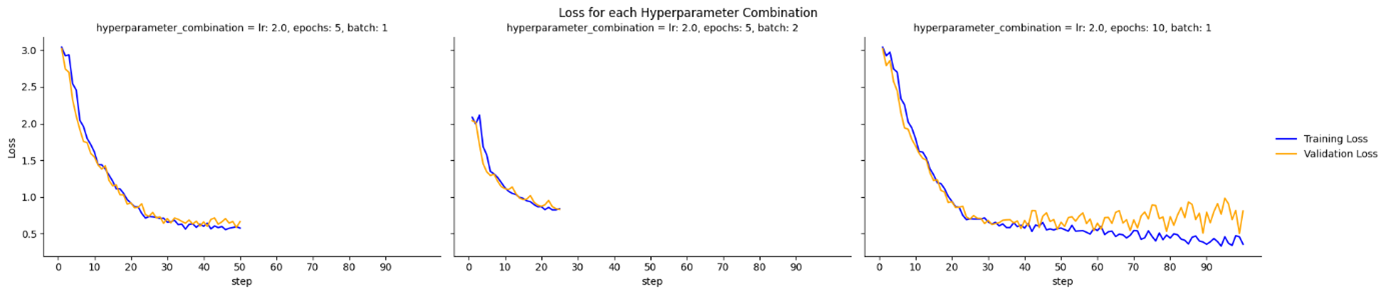 Loss for each Hyperparameter Combination
hyperparameter_combination = lr: 2.0, epochs: 5, batch: 1
hyperparameter_combination = lr: 2.0, epochs: 5, batch: 2
hyperparameter_combination = lr: 2.0, epochs: 10, batch: 1
3.0
2.5
2.0
1.5
1.0
0.5
Loss
0 10 20 30 40 50 60 70 80 90
step
0 10 20 30 40 50 60 70 80 90
step
0 10 20 30 40 50 60 70 80 90
step
Training Loss
Validation Loss